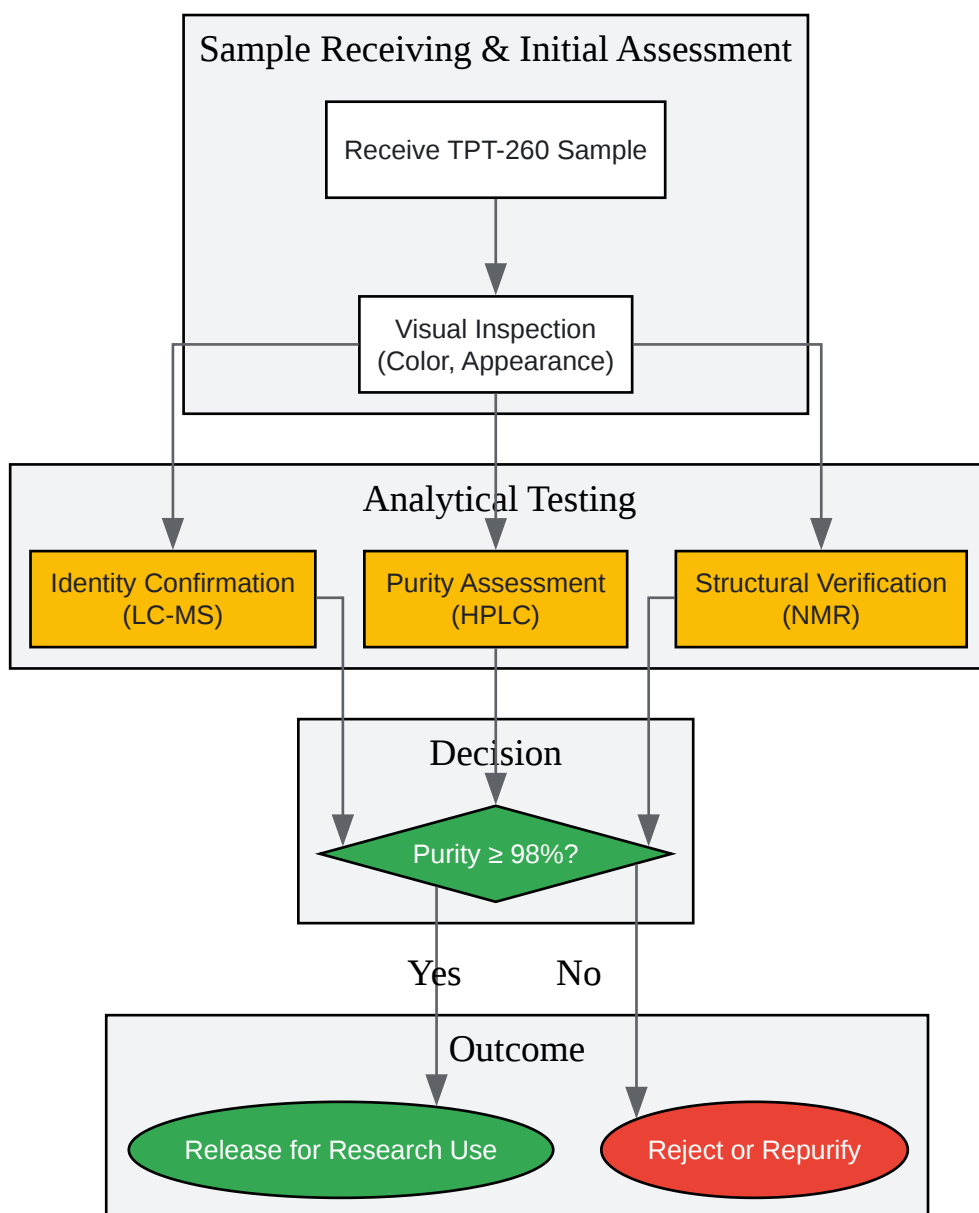 Sample Receiving & Initial Assessment
Receive TPT-260 Sample
Visual Inspection
(Color, Appearance)
Analytical Testing
Identity Confirmation
(LC-MS)
Purity Assessment
(HPLC)
Structural Verification
(NMR)
Decision
Purity ≥ 98%?
Yes
No
Outcome
Release for Research Use
Reject or Repurify